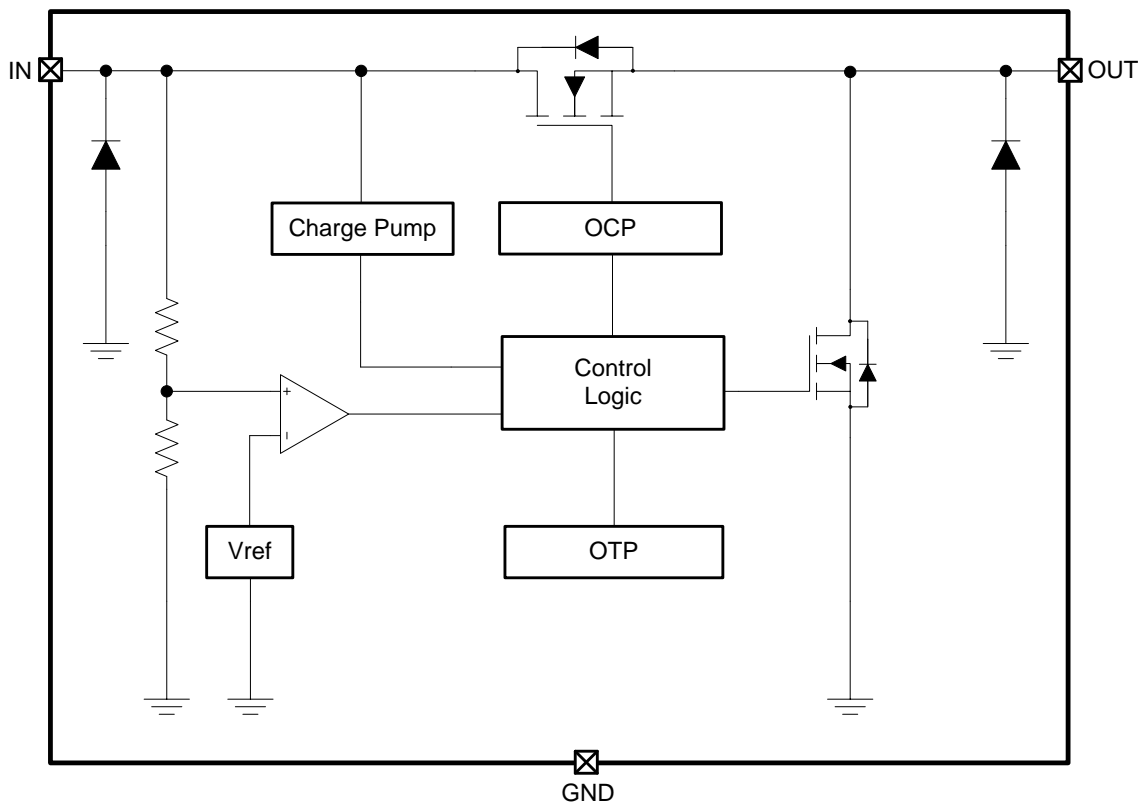 IN
OUT
Charge Pump
OCP
Control
Logic
+
-
Vref
OTP
GND